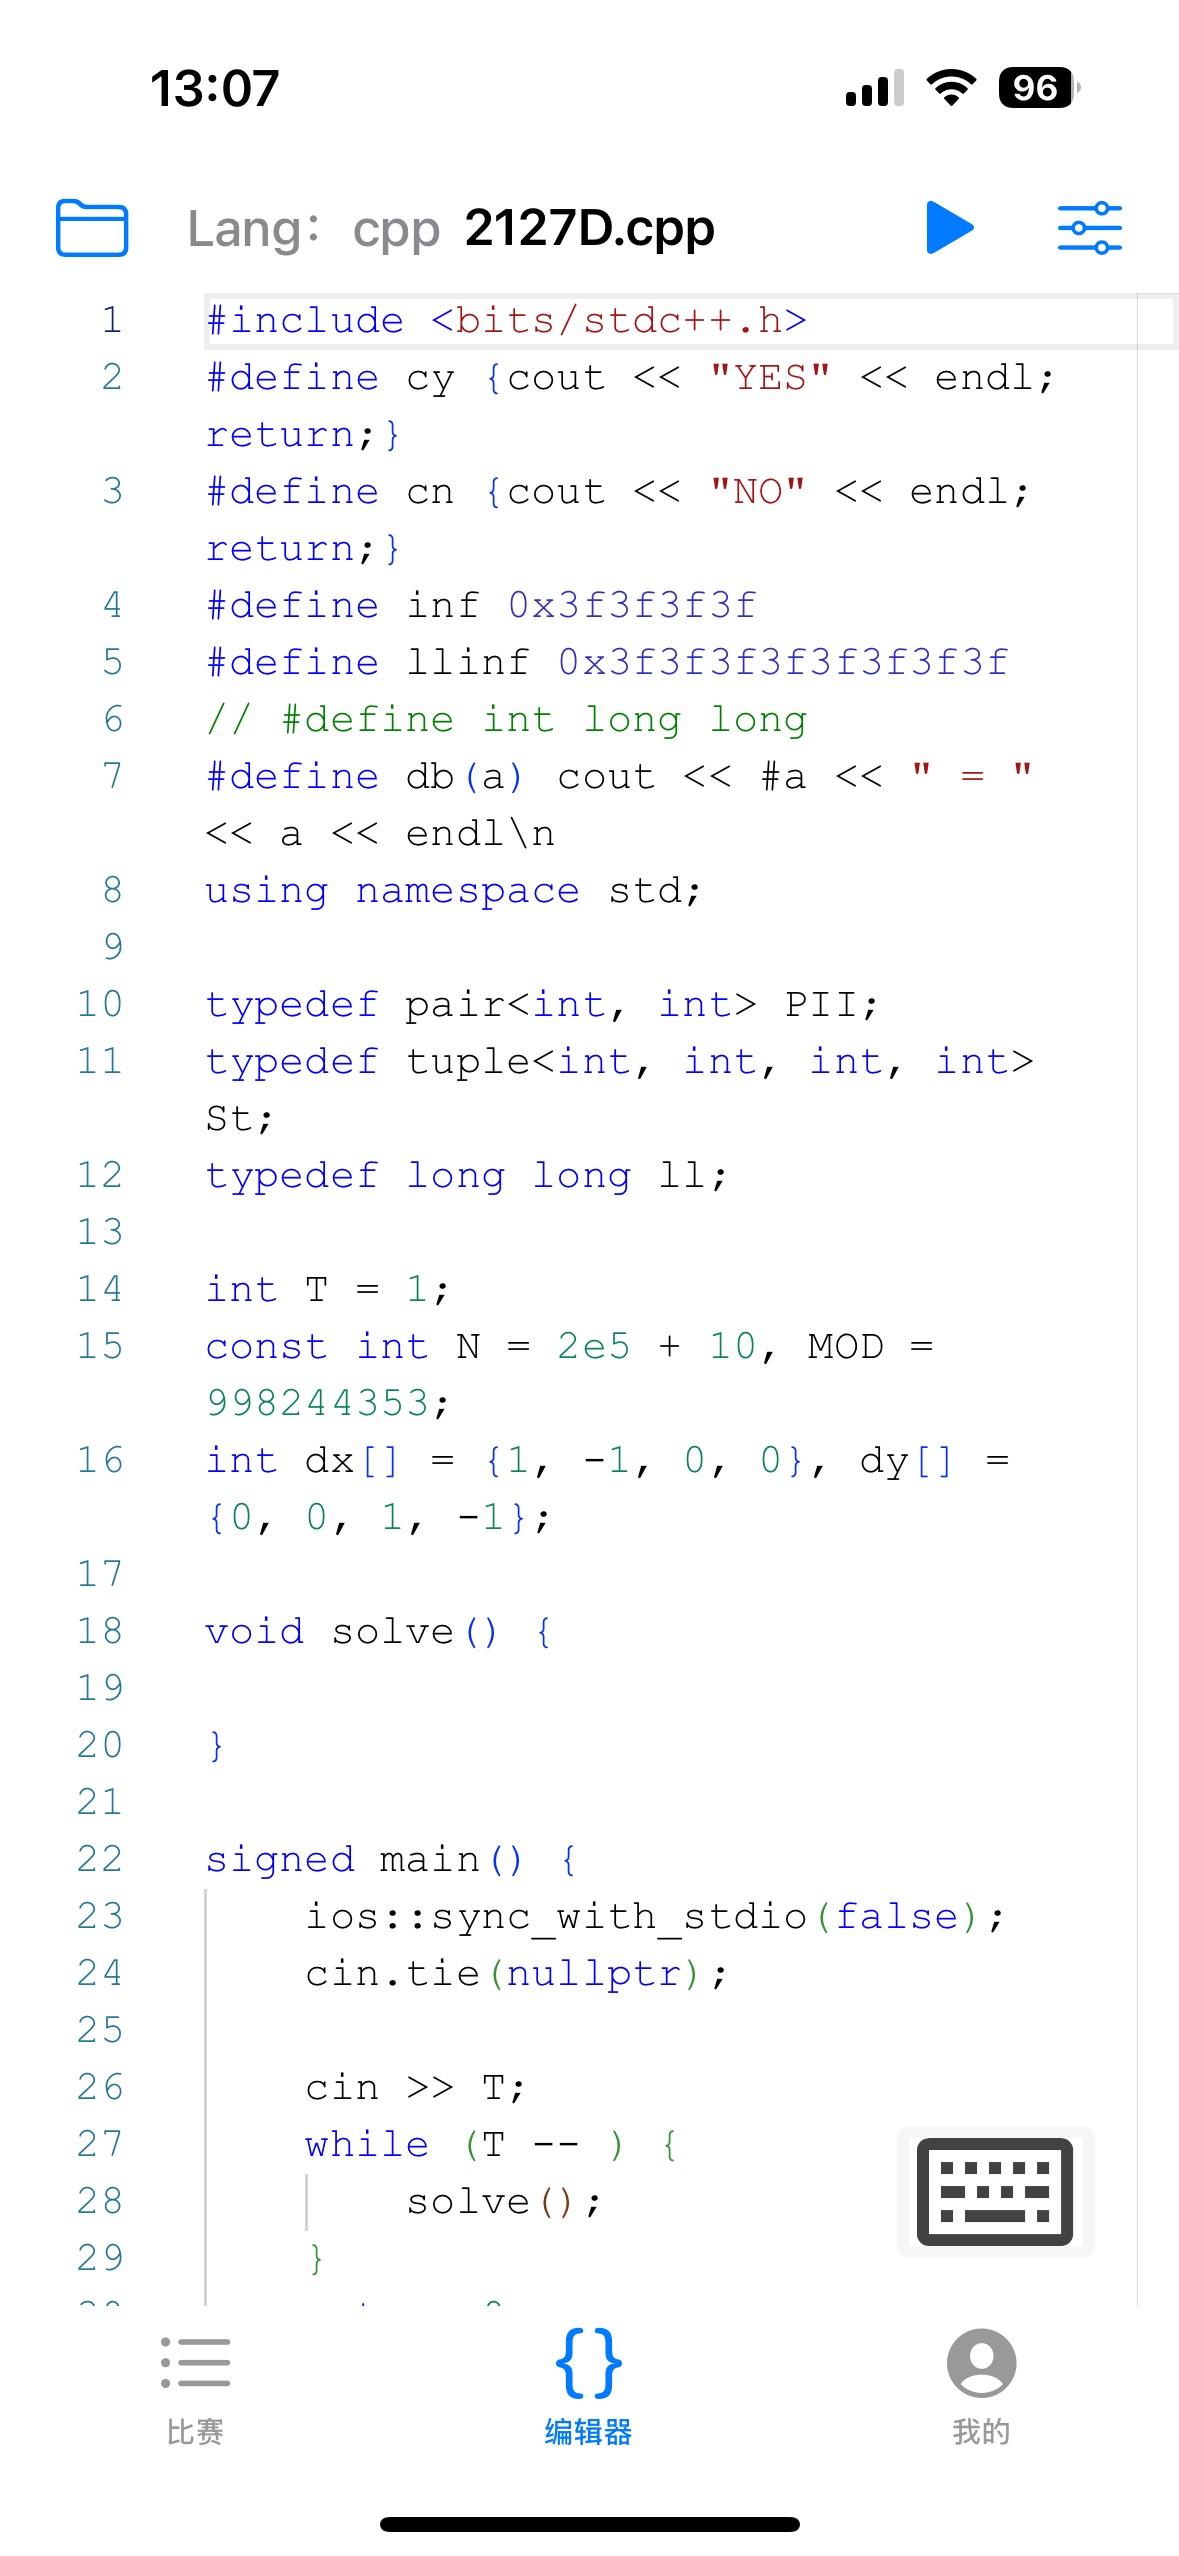 13:07
96
Lang: cpp 2127D.cpp
1 #include <bits/stdc++.h>
2 #define cy {cout << "YES" << endl;
return;}
3 #define cn {cout << "NO" << endl;
return;}
4 #define inf 0x3f3f3f3f
5 #define llinf 0x3f3f3f3f3f3f3f3f
6 // #define int long long
7 #define db(a) cout << #a << " = "
<< a << endl\n
8 using namespace std;
9
10 typedef pair<int, int> PII;
11 typedef tuple<int, int, int, int>
St;
12 typedef long long ll;
13
14 int T = 1;
15 const int N = 2e5 + 10, MOD =
998244353;
16 int dx[] = {1, -1, 0, 0}, dy[] =
{0, 0, 1, -1};
17
18 void solve() {
19
20 }
21
22 signed main() {
23 ios::sync_with_stdio(false);
24 cin.tie(nullptr);
25
26 cin >> T;
27 while (T -- ) {
28 solve();
29 }
比赛
编辑器
我的